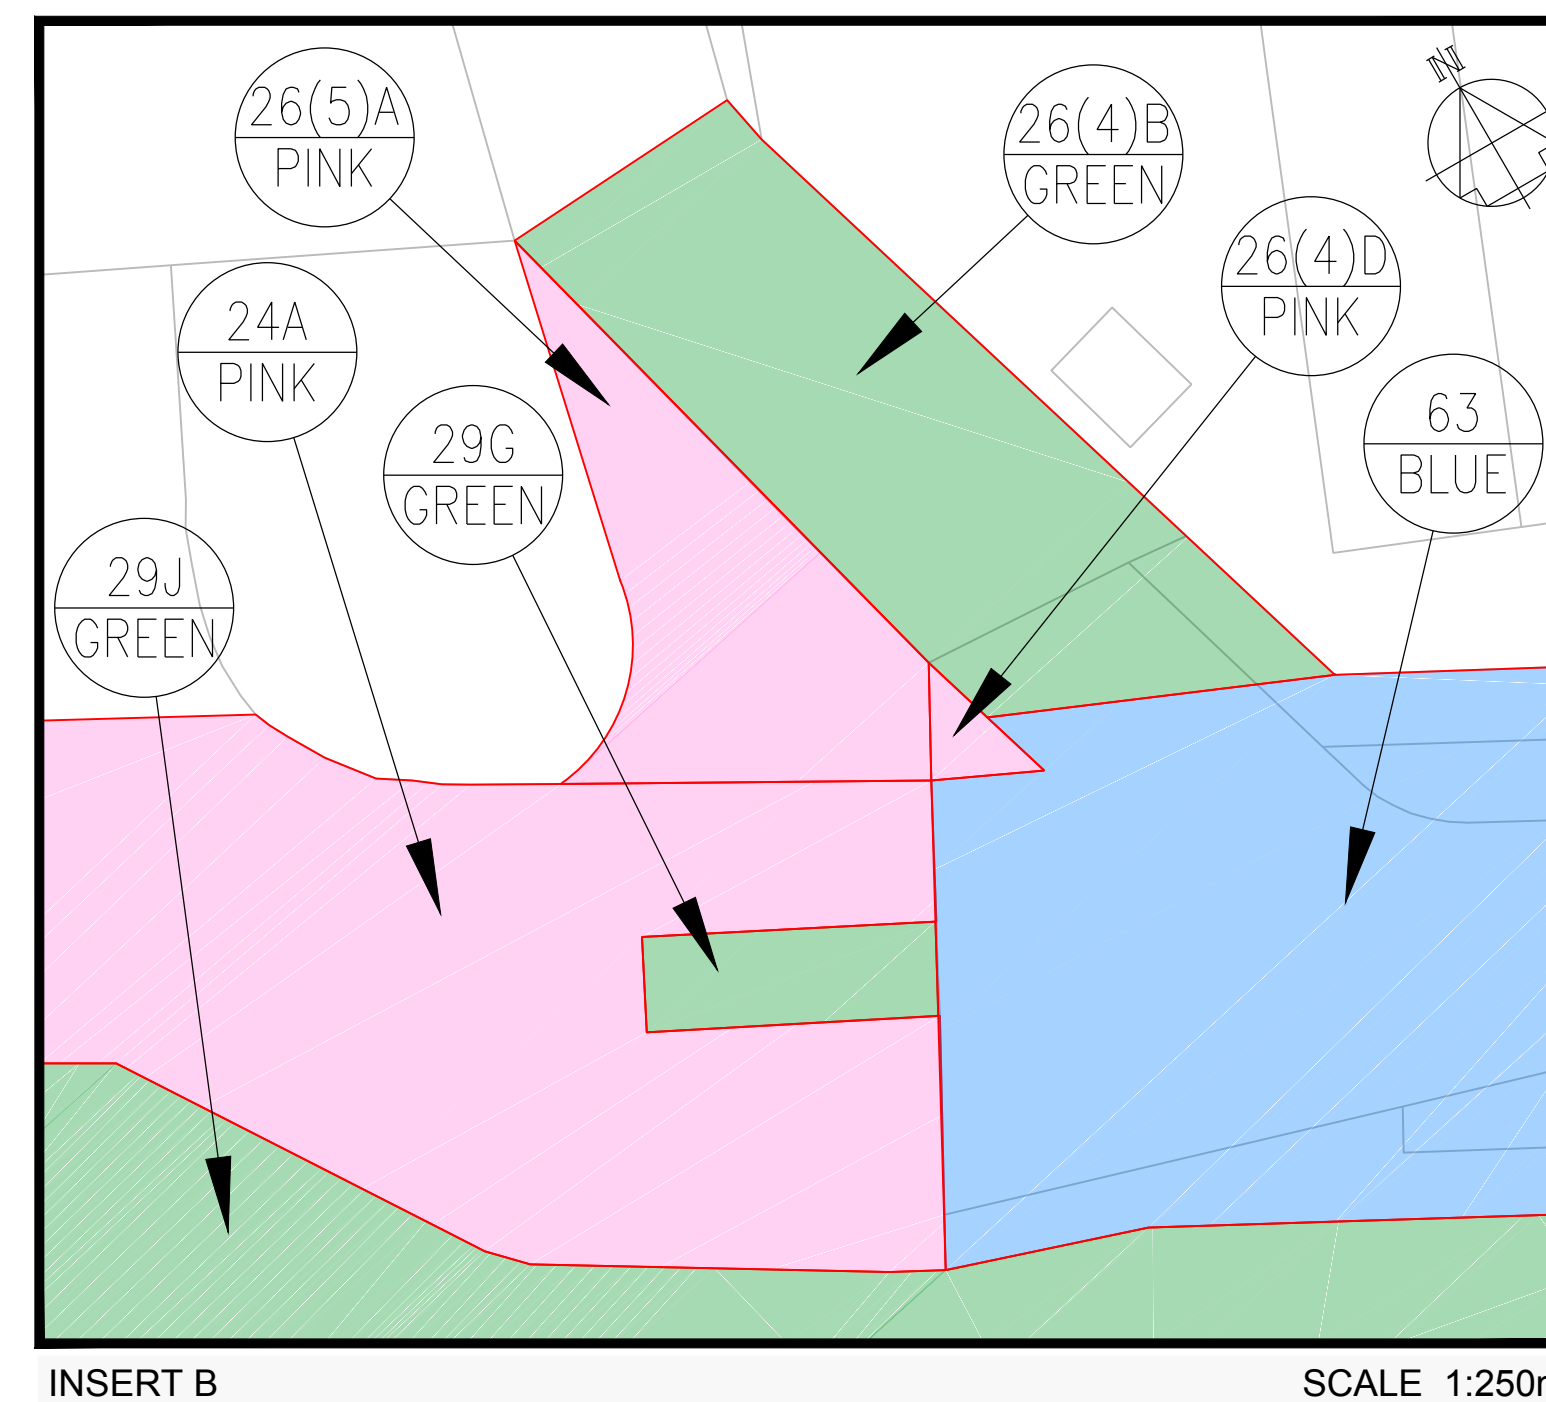 26(5)A
PINK
26(4)B
GREEN
N
26(4)D
PINK
24A
PINK
29G
GREEN
63
BLUE
29J
GREEN
INSERT B
SCALE 1:250